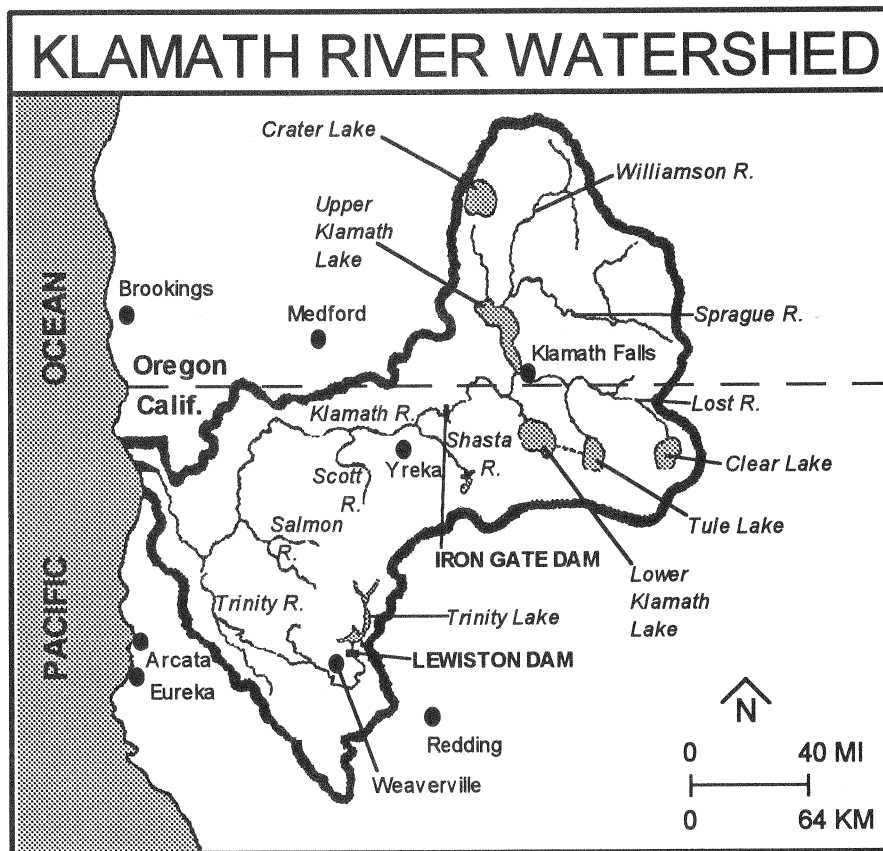 KLAMATH RIVER WATERSHED
Crater Lake
Williamson R.
Upper
Klamath
Lake
OCEAN
Brookings
Medford
Sprague R.
Klamath Falls
Oregon
Calif.
Klamath R.
Lost R.
Shasta
R.
Yreka
Scott
R.
Clear Lake
Salmon
R.
Tule Lake
IRON GATE DAM
Lower
Klamath
Lake
PACIFIC
Trinity R.
Trinity Lake
Arcata
LEWISTON DAM
Eureka
Redding
Weaverville
N
0 40 MI
0 64 KM